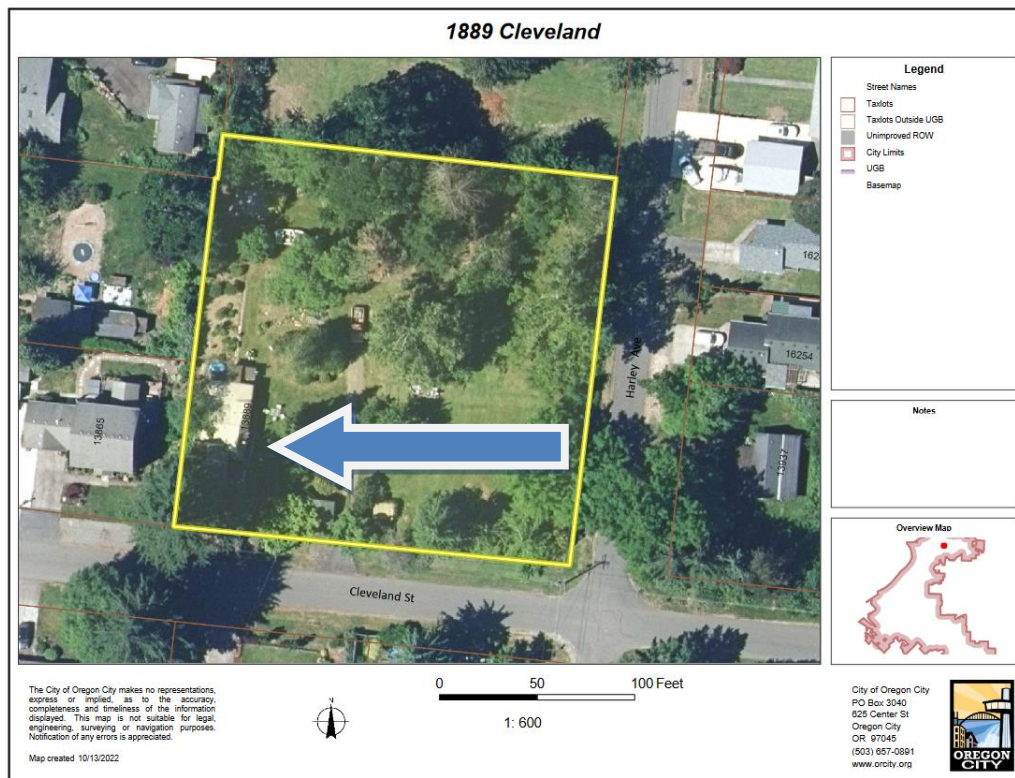 1889 Cleveland
Legend
Street Names
Taxlots
Taxlots Outside UGB
Unimproved ROW
City Limits
UGB
Basemap
13889
13865
Harley Ave
16254
13937
Cleveland St
Notes
Overview Map
The City of Oregon City makes no representations,
express or implied, as to the accuracy,
completeness and timeliness of the information
displayed. This map is not suitable for legal,
engineering, surveying or navigation purposes.
Notification of any errors is appreciated.
Map created 10/13/2022
N
0 50 100 Feet
1: 600
City of Oregon City
PO Box 3040
625 Center St
Oregon City
OR 97045
(503) 657-0891
www.orcity.org
OREGON
CITY